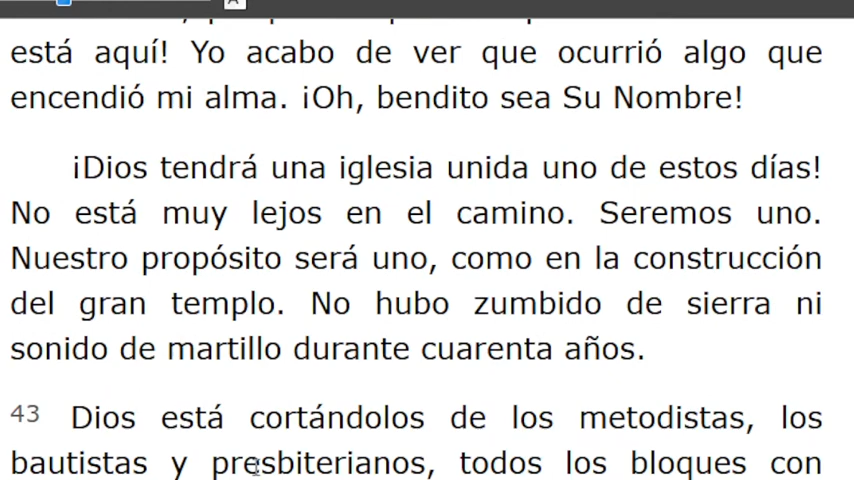 está aquí! Yo acabo de ver que ocurrió algo que
encendió mi alma. ¡Oh, bendito sea Su Nombre!
¡Dios tendrá una iglesia unida uno de estos días!
No está muy lejos en el camino. Seremos uno.
Nuestro propósito será uno, como en la construcción
del gran templo. No hubo zumbido de sierra ni
sonido de martillo durante cuarenta años.
43 Dios está cortándolos de los metodistas, los
bautistas y presbiterianos, todos los bloques con